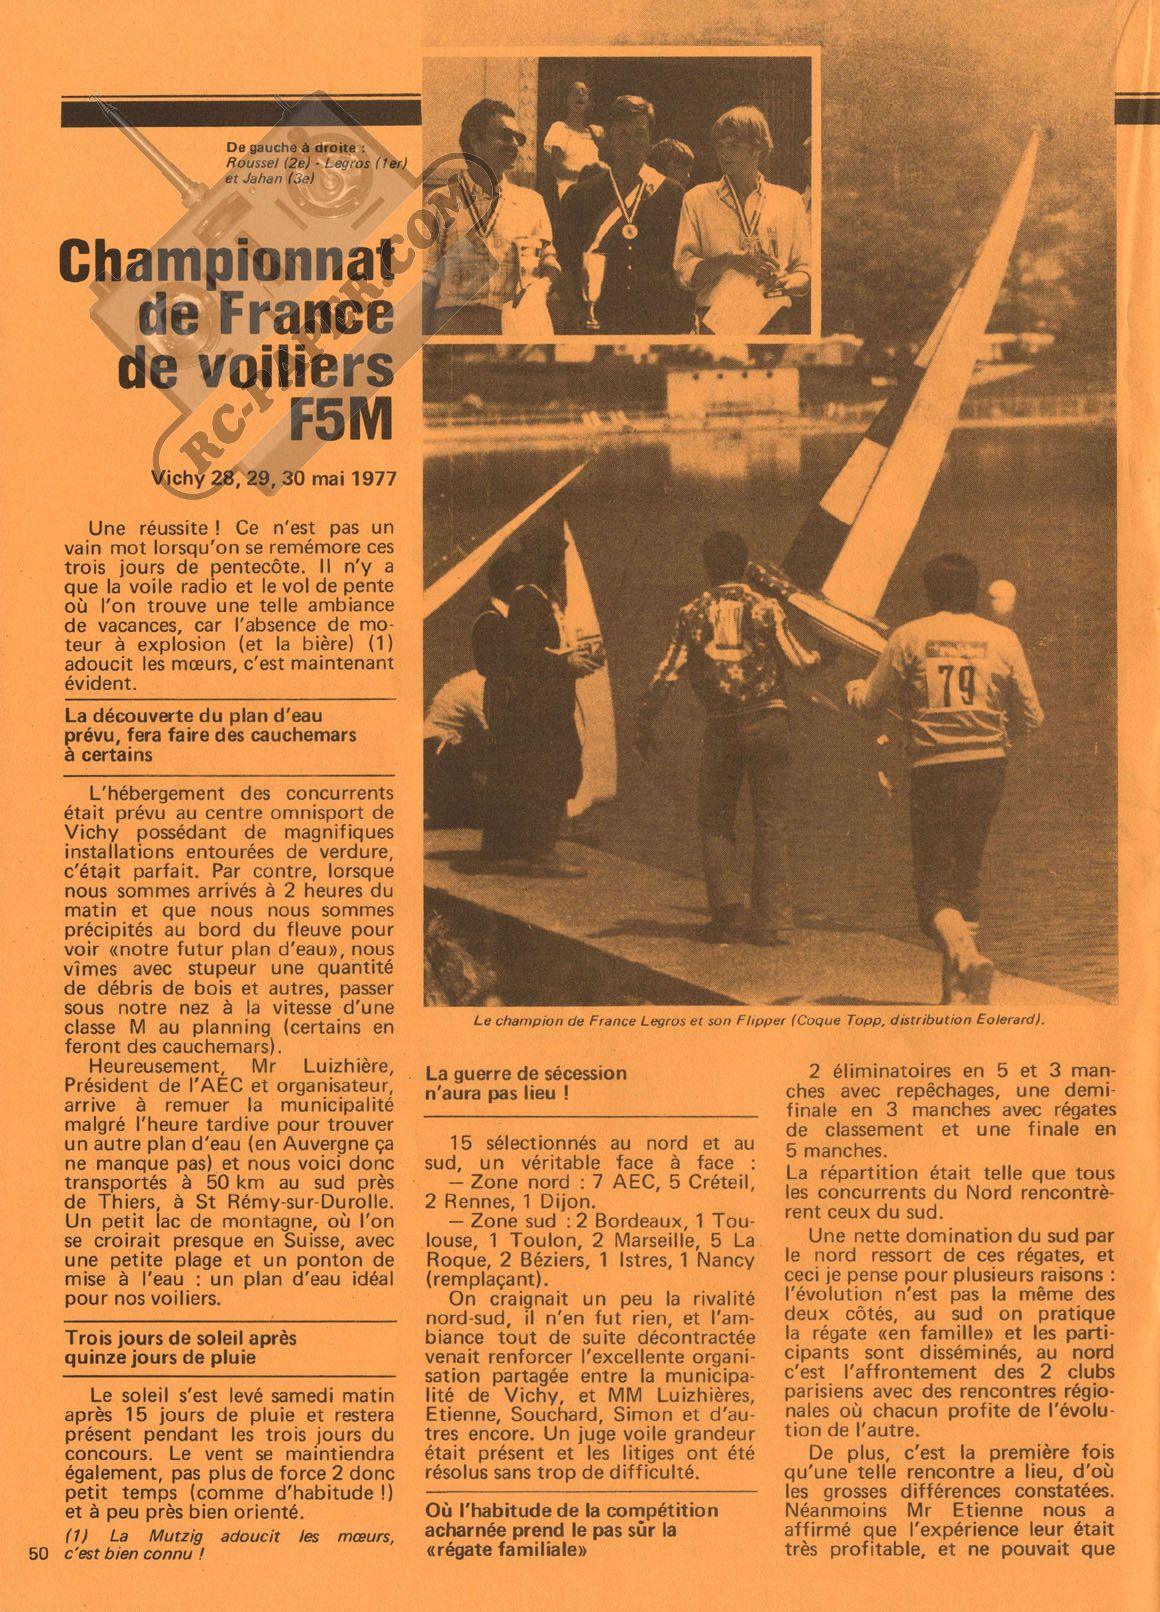 De gauche à droite :
Roussel (2e) - Legros (1er)
et Jahan (3e)
Championnat
de France
de voiliers
F5M
RC-PAPER.COM
Vichy 28, 29, 30 mai 1977
Une réussite ! Ce n'est pas un
vain mot lorsqu'on se remémore ces
trois jours de pentecôte. Il n'y a
que la voile radio et le vol de pente
où l'on trouve une telle ambiance
de vacances, car l'absence de mo-
teur à explosion (et la bière) (1)
adoucit les mœurs, c'est maintenant
évident.
La découverte du plan d'eau
prévu, fera faire des cauchemars
à certains
L'hébergement des concurrents
était prévu au centre omnisport de
Vichy possédant de magnifiques
installations entourées de verdure,
c'était parfait. Par contre, lorsque
nous sommes arrivés à 2 heures du
matin et que nous nous sommes
précipités au bord du fleuve pour
voir «notre futur plan d'eau», nous
vîmes avec stupeur une quantité
de débris de bois et autres, passer
sous notre nez à la vitesse d'une
classe M au planning (certains en
feront des cauchemars).
Heureusement, Mr Luizhière,
Président de l'AEC et organisateur,
arrive à remuer la municipalité
malgré l'heure tardive pour trouver
un autre plan d'eau (en Auvergne ça
ne manque pas) et nous voici donc
transportés à 50 km au sud près
de Thiers, à St Rémy-sur-Durolle.
Un petit lac de montagne, où l'on
se croirait presque en Suisse, avec
une petite plage et un ponton de
mise à l'eau : un plan d'eau idéal
pour nos voiliers.
Trois jours de soleil après
quinze jours de pluie
Le soleil s'est levé samedi matin
après 15 jours de pluie et restera
présent pendant les trois jours du
concours. Le vent se maintiendra
également, pas plus de force 2 donc
petit temps (comme d'habitude !)
et à peu près bien orienté.
(1) La Mutzig adoucit les mœurs,
c'est bien connu !
50
79
Le champion de France Legros et son Flipper (Coque Topp, distribution Eolerard).
La guerre de sécession
n'aura pas lieu !
15 sélectionnés au nord et au
sud, un véritable face à face :
— Zone nord : 7 AEC, 5 Créteil,
2 Rennes, 1 Dijon.
— Zone sud : 2 Bordeaux, 1 Tou-
louse, 1 Toulon, 2 Marseille, 5 La
Roque, 2 Béziers, 1 Istres, 1 Nancy
(remplaçant).
On craignait un peu la rivalité
nord-sud, il n'en fut rien, et l'am-
biance tout de suite décontractée
venait renforcer l'excellente organi-
sation partagée entre la municipa-
lité de Vichy, et MM Luizhières,
Etienne, Souchard, Simon et d'au-
tres encore. Un juge voile grandeur
était présent et les litiges ont été
résolus sans trop de difficulté.
Où l'habitude de la compétition
acharnée prend le pas sur la
«régate familiale»
2 éliminatoires en 5 et 3 man-
ches avec repêchages, une demi-
finale en 3 manches avec régates
de classement et une finale en
5 manches.
La répartition était telle que tous
les concurrents du Nord rencontrè-
rent ceux du sud.
Une nette domination du sud par
le nord ressort de ces régates, et
ceci je pense pour plusieurs raisons :
l'évolution n'est pas la même des
deux côtés, au sud on pratique
la régate «en famille» et les parti-
cipants sont disséminés, au nord
c'est l'affrontement des 2 clubs
parisiens avec des rencontres régio-
nales où chacun profite de l'évolu-
tion de l'autre.
De plus, c'est la première fois
qu'une telle rencontre a lieu, d'où
les grosses différences constatées.
Néanmoins Mr Etienne nous a
affirmé que l'expérience leur était
très profitable, et ne pouvait que